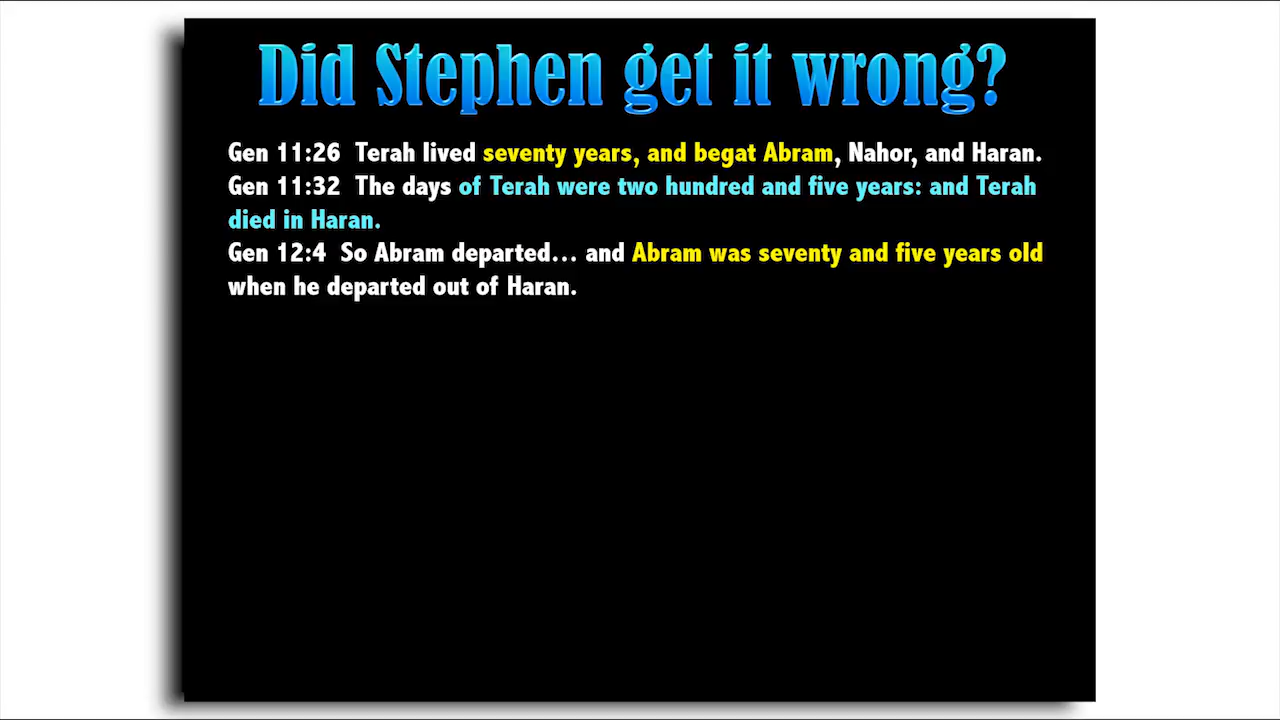 Did Stephen get it wrong?
Gen 11:26 Terah lived seventy years, and begat Abram, Nahor, and Haran.
Gen 11:32 The days of Terah were two hundred and five years: and Terah
died in Haran.
Gen 12:4 So Abram departed... and Abram was seventy and five years old
when he departed out of Haran.